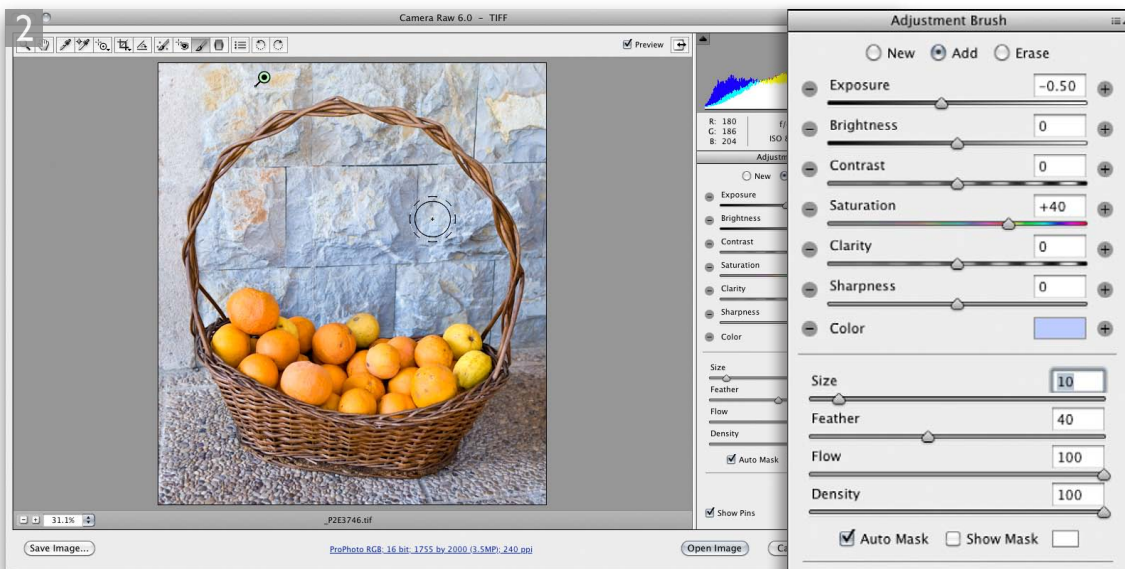 2
Camera Raw 6.0 - TIFF
Preview
R: 180
G: 186
B: 204
f/
ISO
New
Exposure
Brightness
Contrast
Saturation
Clarity
Sharpness
Color
Size
Feather
Flow
Density
Auto Mask
Show Pins
31.1%
_P2E3746.tif
Save Image...
ProPhoto RGB; 16 bit; 1755 by 2000 (3.5MP); 240 ppi
Open Image
Adjustment Brush
New Add Erase
Exposure -0.50
Brightness 0
Contrast 0
Saturation +40
Clarity 0
Sharpness 0
Color
Size 10
Feather 40
Flow 100
Density 100
Auto Mask Show Mask